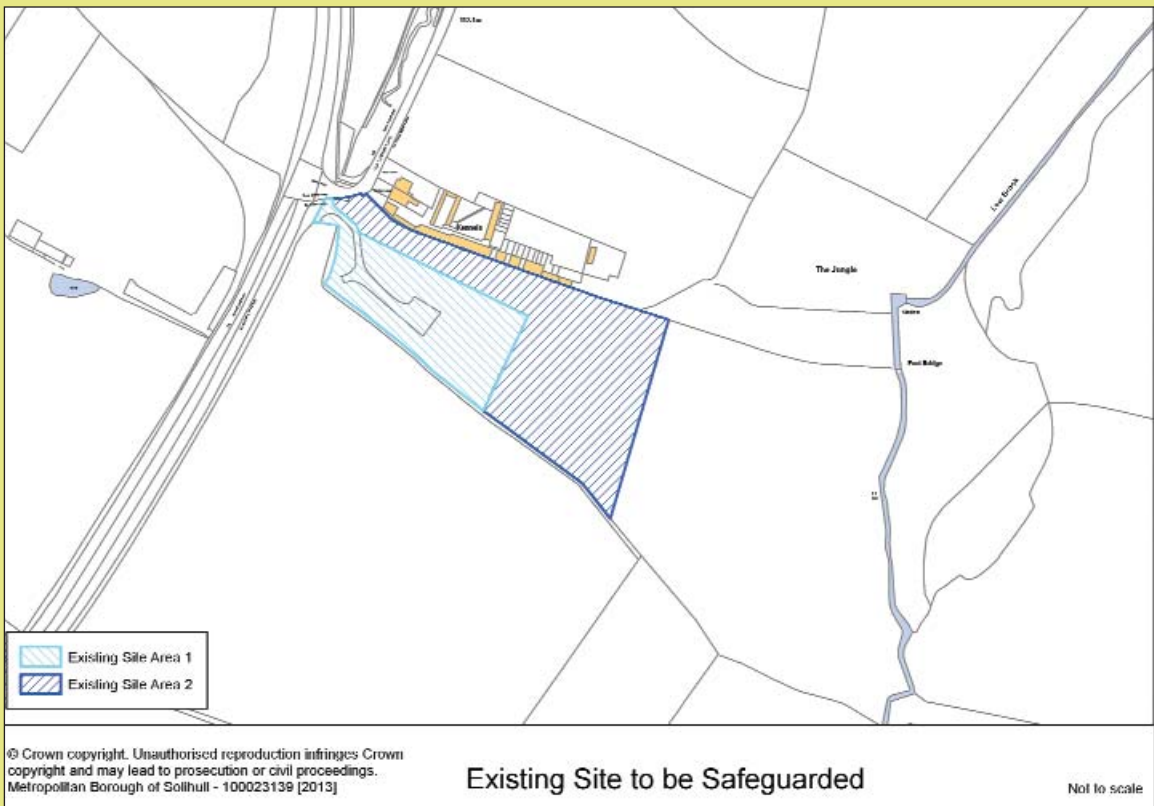 Kennels
The Jungle
Low Brook
Foot Bridge
Existing Site Area 1
Existing Site Area 2
© Crown copyright. Unauthorised reproduction infringes Crown
copyright and may lead to prosecution or civil proceedings.
Metropolitan Borough of Solihull - 100023139 [2013]
Existing Site to be Safeguarded
Not to scale